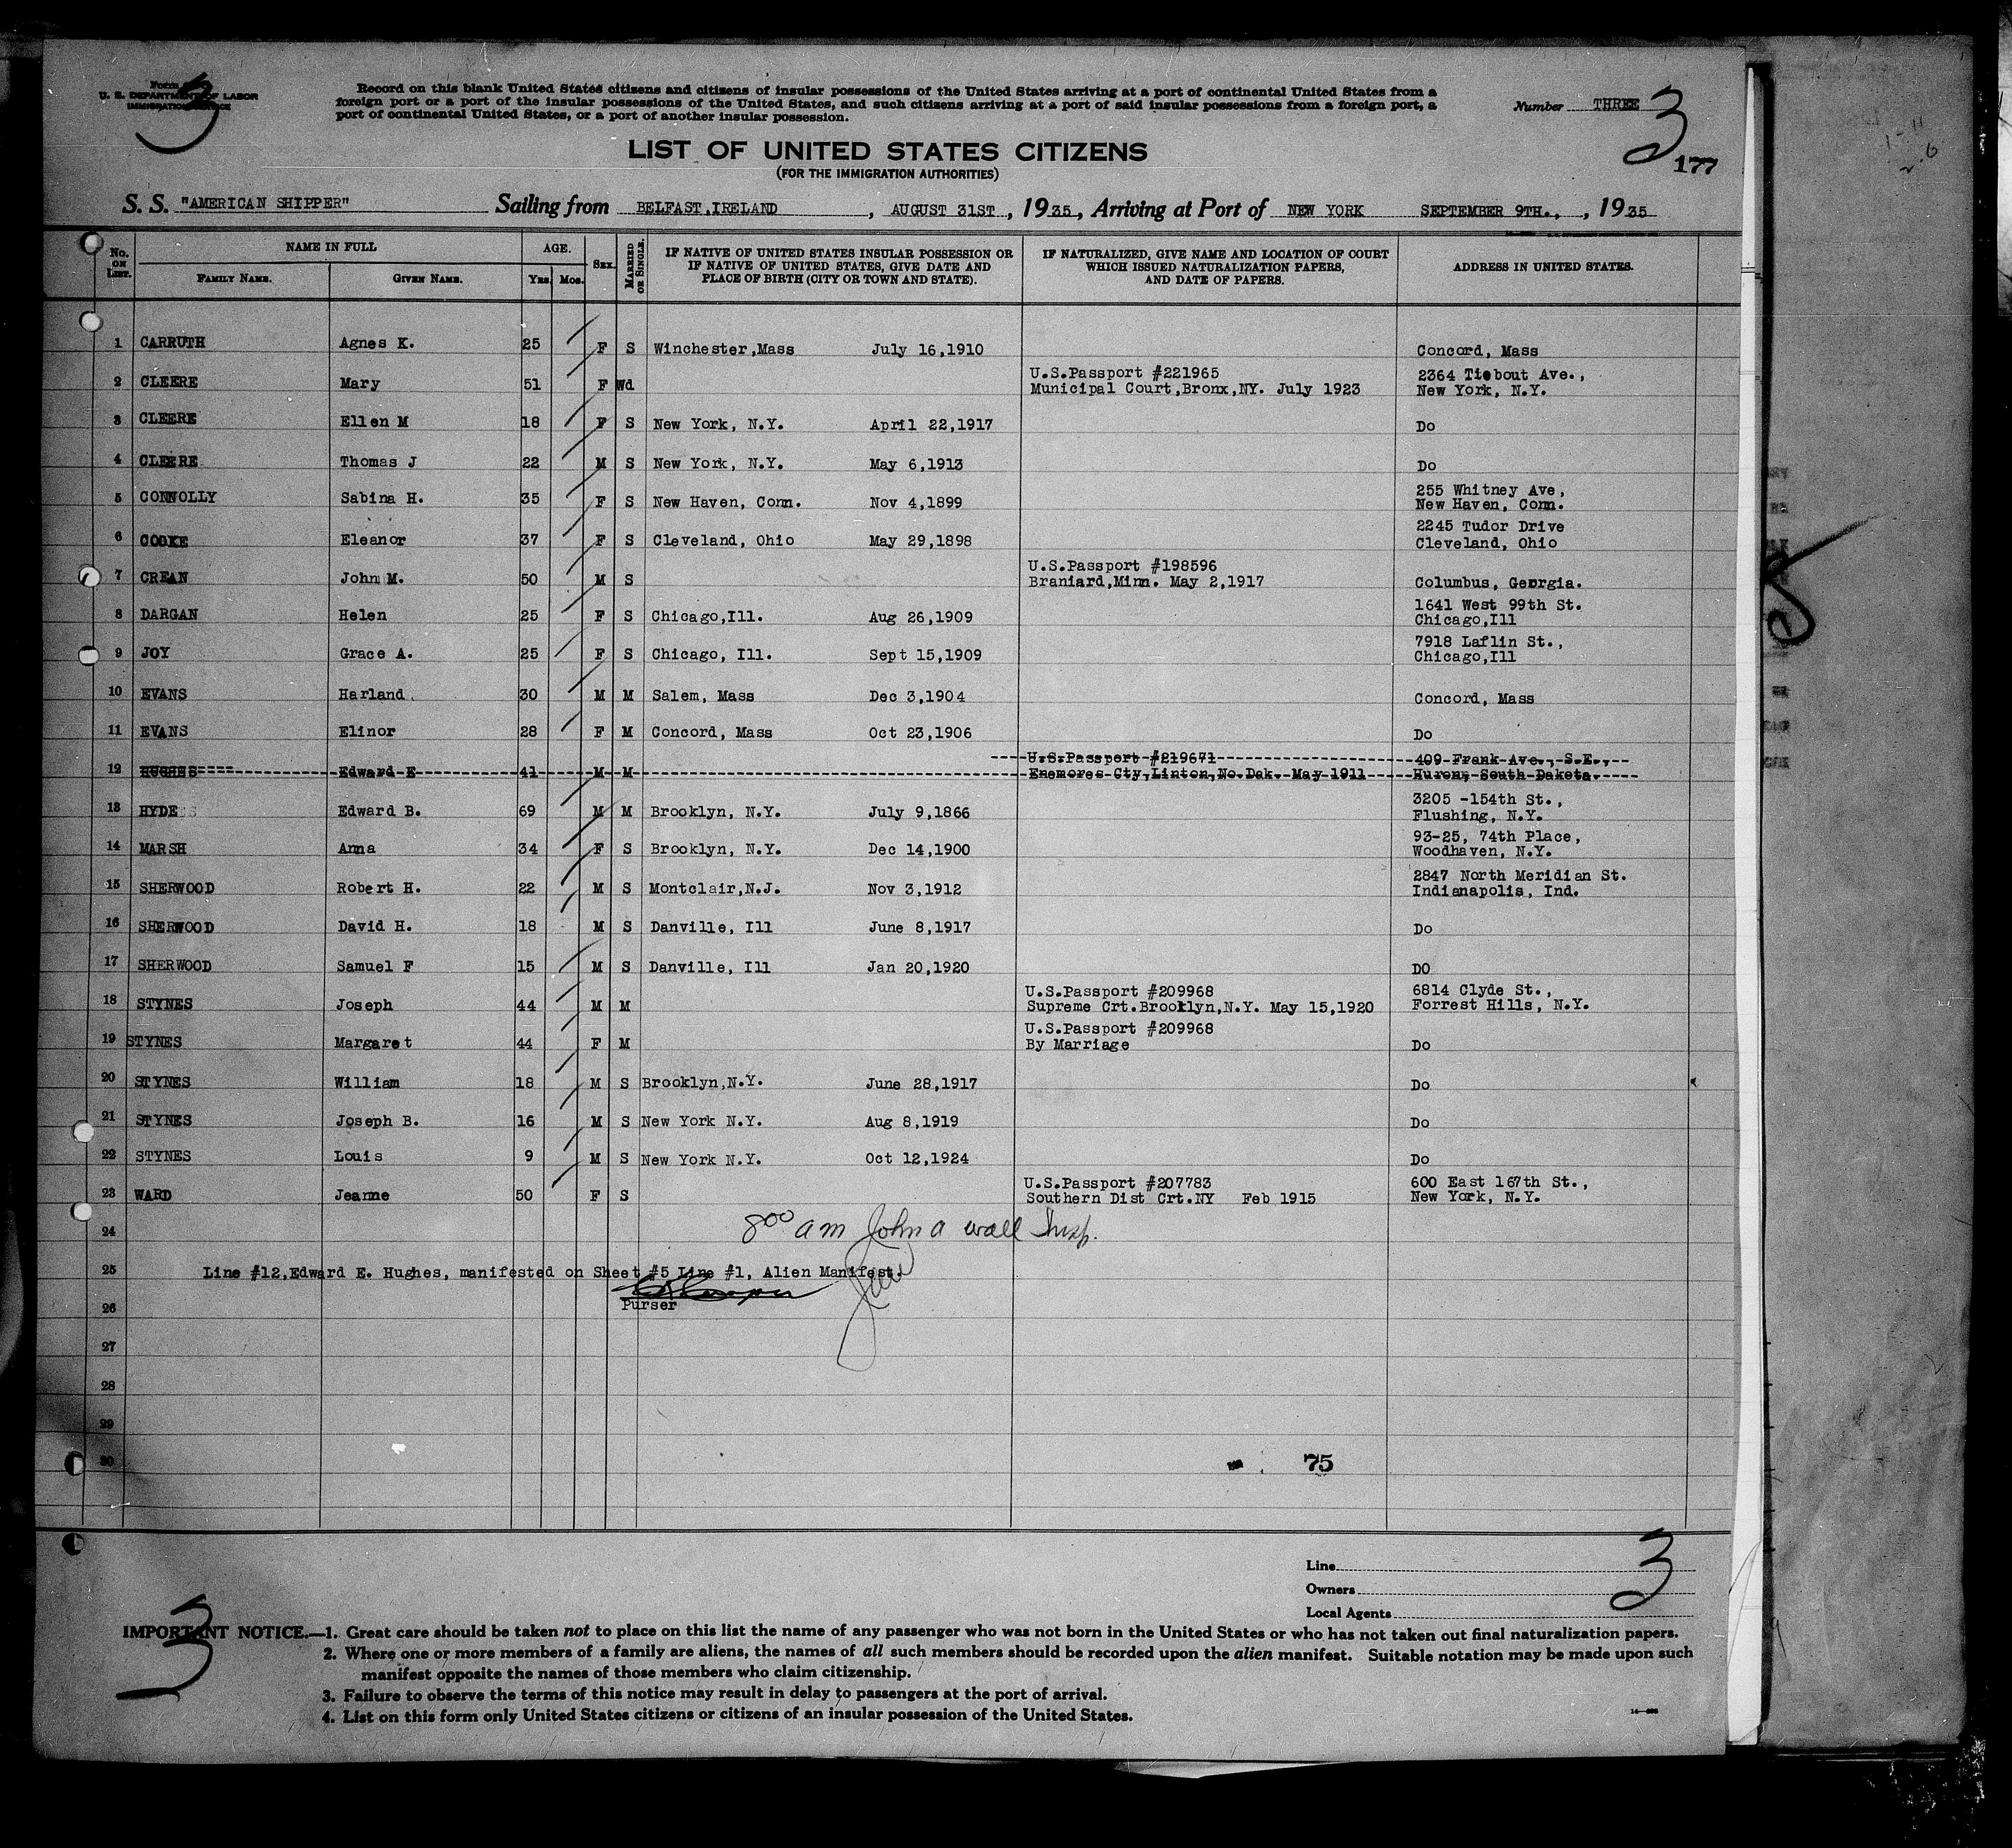 Form
U. S. DEPARTMENT OF LABOR
IMMIGRATION SERVICE
3
Record on this blank United States citizens and citizens of insular possessions of the United States arriving at a port of continental United States from a
foreign port or a port of the insular possessions of the United States, and such citizens arriving at a port of said insular possessions from a foreign port, a
port of continental United States, or a port of another insular possession.
Number THREE
3
177
LIST OF UNITED STATES CITIZENS
(FOR THE IMMIGRATION AUTHORITIES)
S. S. "AMERICAN SHIPPER" Sailing from BELFAST,IRELAND, AUGUST 31ST, 1935, Arriving at Port of NEW YORK SEPTEMBER 9TH., , 1935
No. ON LIST. NAME IN FULL FAMILY NAME. GIVEN NAME. AGE. Yrs. Mos. SEX. MARRIED OR SINGLE. IF NATIVE OF UNITED STATES INSULAR POSSESSION OR IF NATIVE OF UNITED STATES, GIVE DATE AND PLACE OF BIRTH (CITY OR TOWN AND STATE). IF NATURALIZED, GIVE NAME AND LOCATION OF COURT WHICH ISSUED NATURALIZATION PAPERS, AND DATE OF PAPERS. ADDRESS IN UNITED STATES.
1 CARRUTH Agnes K. 25 F S Winchester,Mass July 16,1910 Concord, Mass
2 CLEERE Mary 51 F Wd U.S.Passport #221965 Municipal Court,Bronx,NY. July 1923 2364 Tiebout Ave., New York, N.Y.
3 CLEERE Ellen M 18 F S New York, N.Y. April 22,1917 Do
4 CLEERE Thomas J 22 M S New York, N.Y. May 6,1913 Do
5 CONNOLLY Sabina H. 35 F S New Haven, Conn. Nov 4,1899 255 Whitney Ave, New Haven, Conn.
6 COOKE Eleanor 37 F S Cleveland, Ohio May 29,1898 2245 Tudor Drive Cleveland, Ohio
7 CREAN John M. 50 M S U.S.Passport #198596 Braniard,Minn. May 2,1917 Columbus, Georgia.
8 DARGAN Helen 25 F S Chicago,Ill. Aug 26,1909 1641 West 99th St. Chicago,Ill
9 JOY Grace A. 25 F S Chicago, Ill. Sept 15,1909 7918 Laflin St., Chicago,Ill
10 EVANS Harland 30 M M Salem, Mass Dec 3,1904 Concord, Mass
11 EVANS Elinor 28 F M Concord, Mass Oct 23,1906 Do
12 HUGHES Edward E 41 M M U.S.Passport #219671 Enemores Cty,Linton,No.Dak. May 1911 409 Frank Ave., S.E., Huron, South Dakota.
13 HYDE Edward B. 69 M M Brooklyn, N.Y. July 9,1866 3205 -154th St., Flushing, N.Y.
14 MARSH Anna 34 F S Brooklyn, N.Y. Dec 14,1900 93-25, 74th Place, Woodhaven, N.Y.
15 SHERWOOD Robert H. 22 M S Montclair,N.J. Nov 3,1912 2847 North Meridian St. Indianapolis, Ind.
16 SHERWOOD David H. 18 M S Danville, Ill June 8,1917 Do
17 SHERWOOD Samuel F 15 M S Danville, Ill Jan 20,1920 DO
18 STYNES Joseph 44 M M U.S.Passport #209968 Supreme Crt.Brooklyn,N.Y. May 15,1920 6814 Clyde St., Forrest Hills, N.Y.
19 STYNES Margaret 44 F M U.S.Passport #209968 By Marriage Do
20 STYNES William 18 M S Brooklyn,N.Y. June 28,1917 Do
21 STYNES Joseph B. 16 M S New York N.Y. Aug 8,1919 Do
22 STYNES Louis 9 M S New York N.Y. Oct 12,1924 Do
23 WARD Jeanne 50 F S U.S.Passport #207783 Southern Dist Crt.NY Feb 1915 600 East 167th St., New York, N.Y.
24 8 00 am John A Wall Insp.
25 Line #12,Edward E. Hughes, manifested on Sheet #5 Line #1, Alien Manifest.
26 Purser
27
28
29
30 75
Line
Owners
Local Agents
3
3
IMPORTANT NOTICE.—1. Great care should be taken not to place on this list the name of any passenger who was not born in the United States or who has not taken out final naturalization papers.
2. Where one or more members of a family are aliens, the names of all such members should be recorded upon the alien manifest. Suitable notation may be made upon such
manifest opposite the names of those members who claim citizenship.
3. Failure to observe the terms of this notice may result in delay to passengers at the port of arrival.
4. List on this form only United States citizens or citizens of an insular possession of the United States.